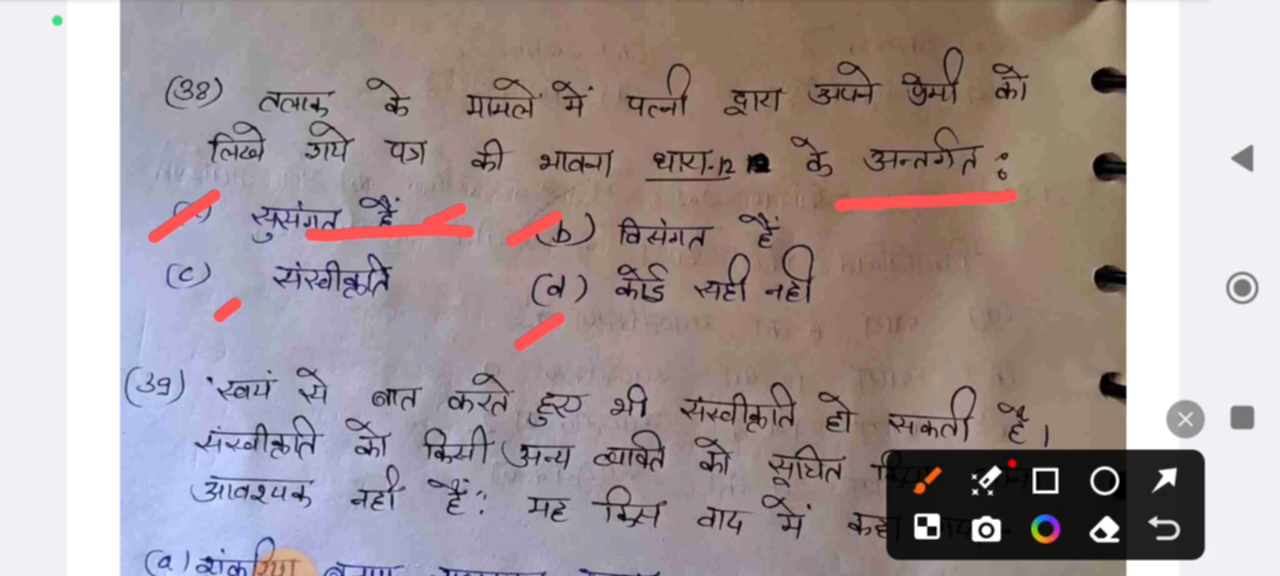 (38) तलाक के मामले में पत्नी द्वारा अपने प्रेमी को
लिखे गये पत्र की भावना धारा-12 के अन्तर्गत :
सुसंगत हैं (b) विसंगत हैं
(c) संस्वीकृति (d) कोई सही नही
(39) 'स्वयं से बात करते हुए भी संस्वीकृति हो सकती है।
संस्वीकृति को किसी अन्य व्यक्ति को सूचित
आवश्यक नही हैं: यह किस वाद में कहा
(a)